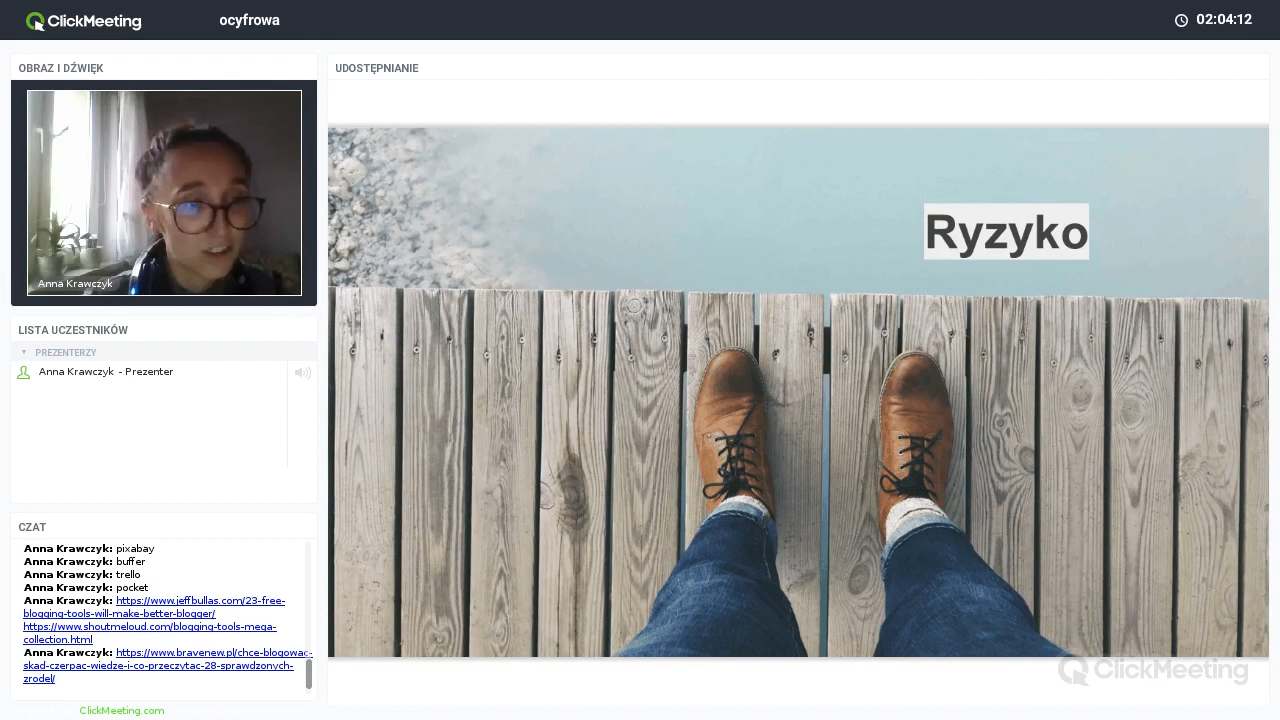 ClickMeeting
ocyfrowa
02:04:12
OBRAZ I DŹWIĘK
Anna Krawczyk
LISTA UCZESTNIKÓW
PREZENTERZY
Anna Krawczyk - Prezenter
CZAT
Anna Krawczyk: pixabay
Anna Krawczyk: buffer
Anna Krawczyk: trello
Anna Krawczyk: pocket
Anna Krawczyk: https://www.jeffbullas.com/23-free-
blogging-tools-will-make-better-blogger/
https://www.shoutmeloud.com/blogging-tools-mega-
collection.html
Anna Krawczyk: https://www.bravenew.pl/chce-blogowac-
skad-czerpac-wiedze-i-co-przeczytac-28-sprawdzonych-
zrodel/
ClickMeeting.com
UDOSTĘPNIANIE
Ryzyko
ClickMeeting